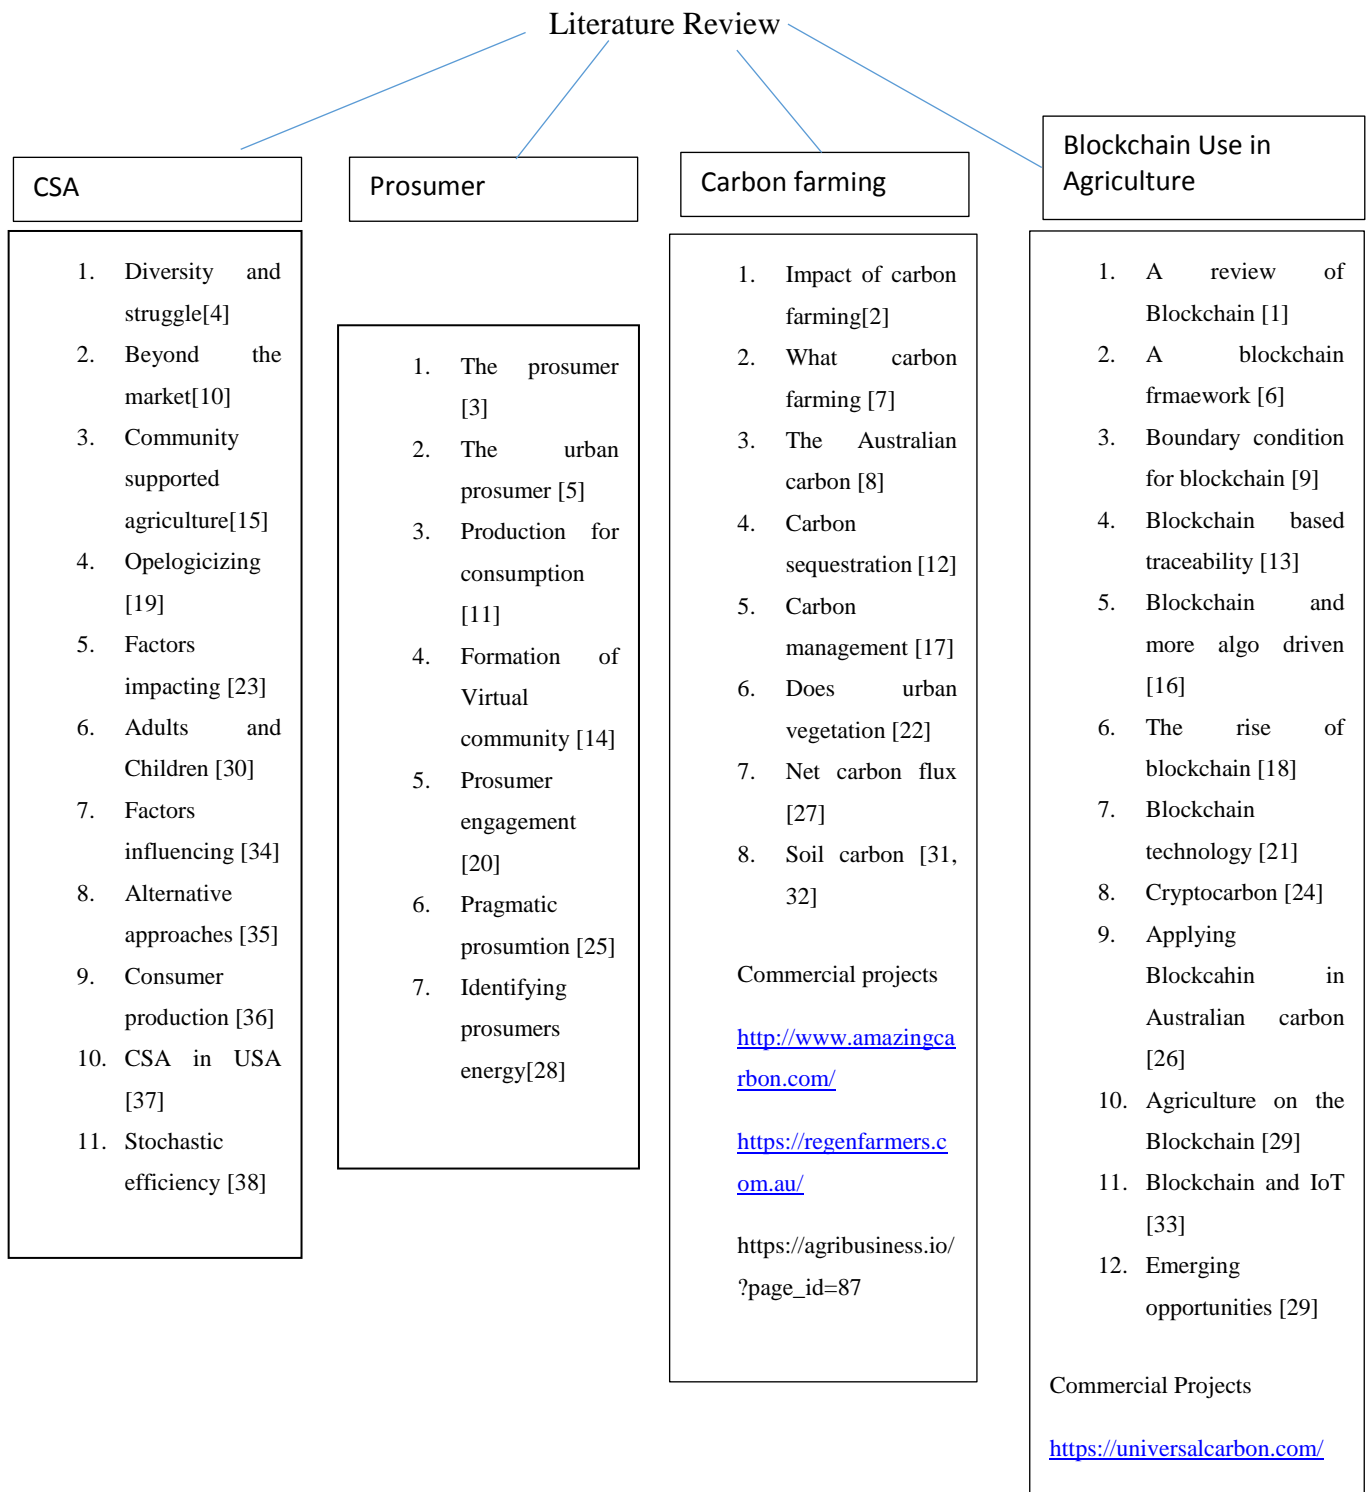 Literature Review
CSA
1. Diversity and
struggle[4]
2. Beyond the
market[10]
3. Community
supported
agriculture[15]
4. Opelogicizing
[19]
5. Factors
impacting [23]
6. Adults and
Children [30]
7. Factors
influencing [34]
8. Alternative
approaches [35]
9. Consumer
production [36]
10. CSA in USA
[37]
11. Stochastic
efficiency [38]
Prosumer
1. The prosumer
[3]
2. The urban
prosumer [5]
3. Production for
consumption
[11]
4. Formation of
Virtual
community [14]
5. Prosumer
engagement
[20]
6. Pragmatic
prosumtion [25]
7. Identifying
prosumers
energy[28]
Carbon farming
1. Impact of carbon
farming[2]
2. What carbon
farming [7]
3. The Australian
carbon [8]
4. Carbon
sequestration [12]
5. Carbon
management [17]
6. Does urban
vegetation [22]
7. Net carbon flux
[27]
8. Soil carbon [31,
32]
Commercial projects
http://www.amazingca
rbon.com/
https://regenfarmers.c
om.au/
https://agribusiness.io/
?page_id=87
Blockchain Use in
Agriculture
1. A review of
Blockchain [1]
2. A blockchain
frmaework [6]
3. Boundary condition
for blockchain [9]
4. Blockchain based
traceability [13]
5. Blockchain and
more algo driven
[16]
6. The rise of
blockchain [18]
7. Blockchain
technology [21]
8. Cryptocarbon [24]
9. Applying
Blockcahin in
Australian carbon
[26]
10. Agriculture on the
Blockchain [29]
11. Blockchain and IoT
[33]
12. Emerging
opportunities [29]
Commercial Projects
https://universalcarbon.com/